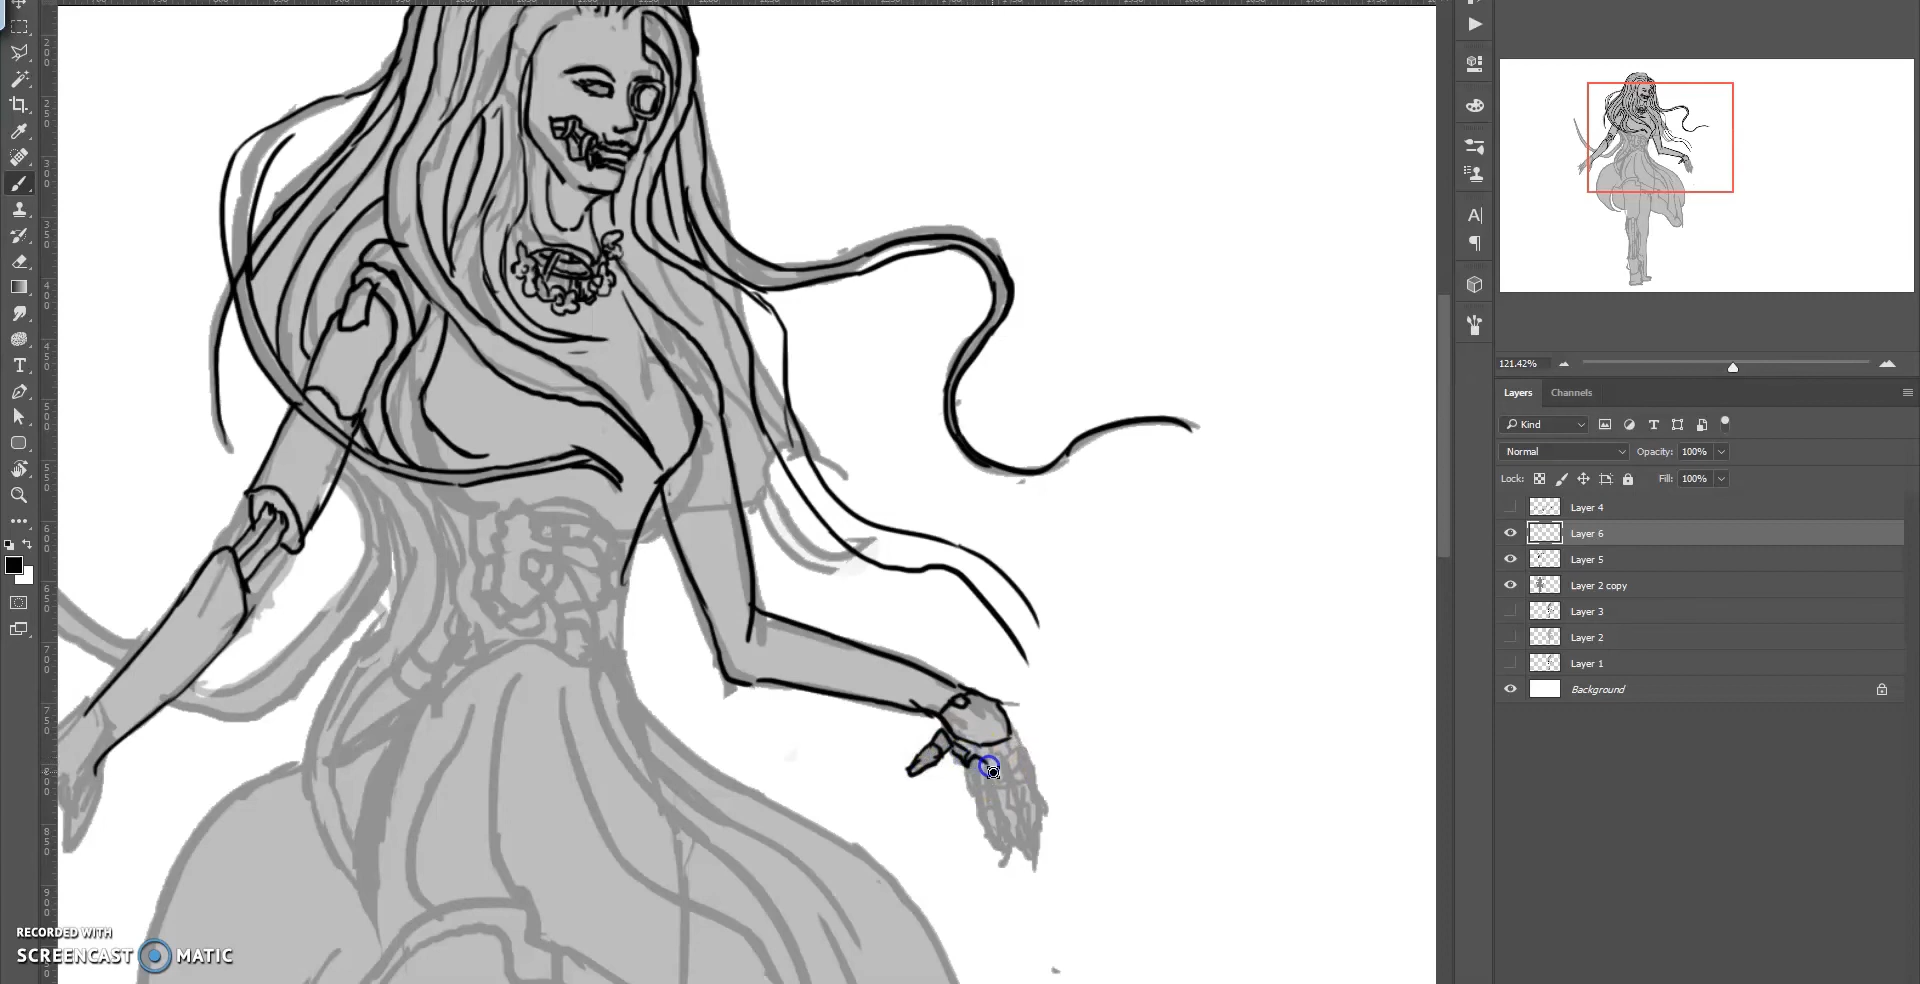 121.42%
Layers Channels
Kind
Normal Opacity: 100%
Lock: Fill: 100%
Layer 4
Layer 6
Layer 5
Layer 2 copy
Layer 3
Layer 2
Layer 1
Background
RECORDED WITH
SCREENCAST MATIC